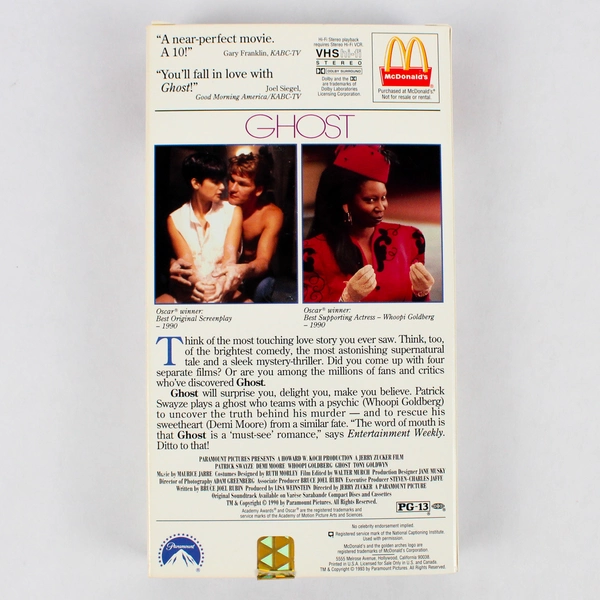 "A near-perfect movie.
A 10!" Gary Franklin, KABC-TV
"You'll fall in love with
Ghost!" Joel Siegel,
Good Morning America/KABC-TV
Hi-Fi Stereo playback
requires Stereo Hi-Fi VCR.
VHS hi-fi
STEREO
DOLBY SURROUND
Dolby and the
are trademarks of
Dolby Laboratories
Licensing Corporation.
McDonald's
Purchased at McDonald's®
Not for resale or rental.
GHOST
Oscar® winner:
Best Original Screenplay
– 1990
Oscar® winner:
Best Supporting Actress – Whoopi Goldberg
– 1990
Think of the most touching love story you ever saw. Think, too,
of the brightest comedy, the most astonishing supernatural
tale and a sleek mystery-thriller. Did you come up with four
separate films? Or are you among the millions of fans and critics
who've discovered Ghost.
Ghost will surprise you, delight you, make you believe. Patrick
Swayze plays a ghost who teams with a psychic (Whoopi Goldberg)
to uncover the truth behind his murder — and to rescue his
sweetheart (Demi Moore) from a similar fate. "The word of mouth is
that Ghost is a 'must-see' romance," says Entertainment Weekly.
Ditto to that!
PARAMOUNT PICTURES PRESENTS A HOWARD W. KOCH PRODUCTION A JERRY ZUCKER FILM
PATRICK SWAYZE DEMI MOORE WHOOPI GOLDBERG GHOST TONY GOLDWYN
Music by MAURICE JARRE Costumes Designed by RUTH MORLEY Film Edited by WALTER MURCH Production Designer JANE MUSKY
Director of Photography ADAM GREENBERG Associate Producer BRUCE JOEL RUBIN Executive Producer STEVEN-CHARLES JAFFE
Written by BRUCE JOEL RUBIN Produced by LISA WEINSTEIN Directed by JERRY ZUCKER A PARAMOUNT PICTURE
Original Soundtrack Available on Varèse Sarabande Compact Discs and Cassettes
TM & Copyright © 1990 by Paramount Pictures. All Rights Reserved.
Academy Awards® and Oscar® are the registered trademarks and
service marks of the Academy of Motion Picture Arts and Sciences.
PG-13
No celebrity endorsement implied.
Registered service mark of the National Captioning Institute.
Used with permission.
McDonald's and the golden arches logo are
registered trademarks of McDonald's Corporation.
5555 Melrose Avenue, Hollywood, California 90038
Printed in U.S.A. Licensed for Sale Only in U.S. and Canada.
TM & Copyright © 1993 by Paramount Pictures. All Rights Reserved.
Paramount